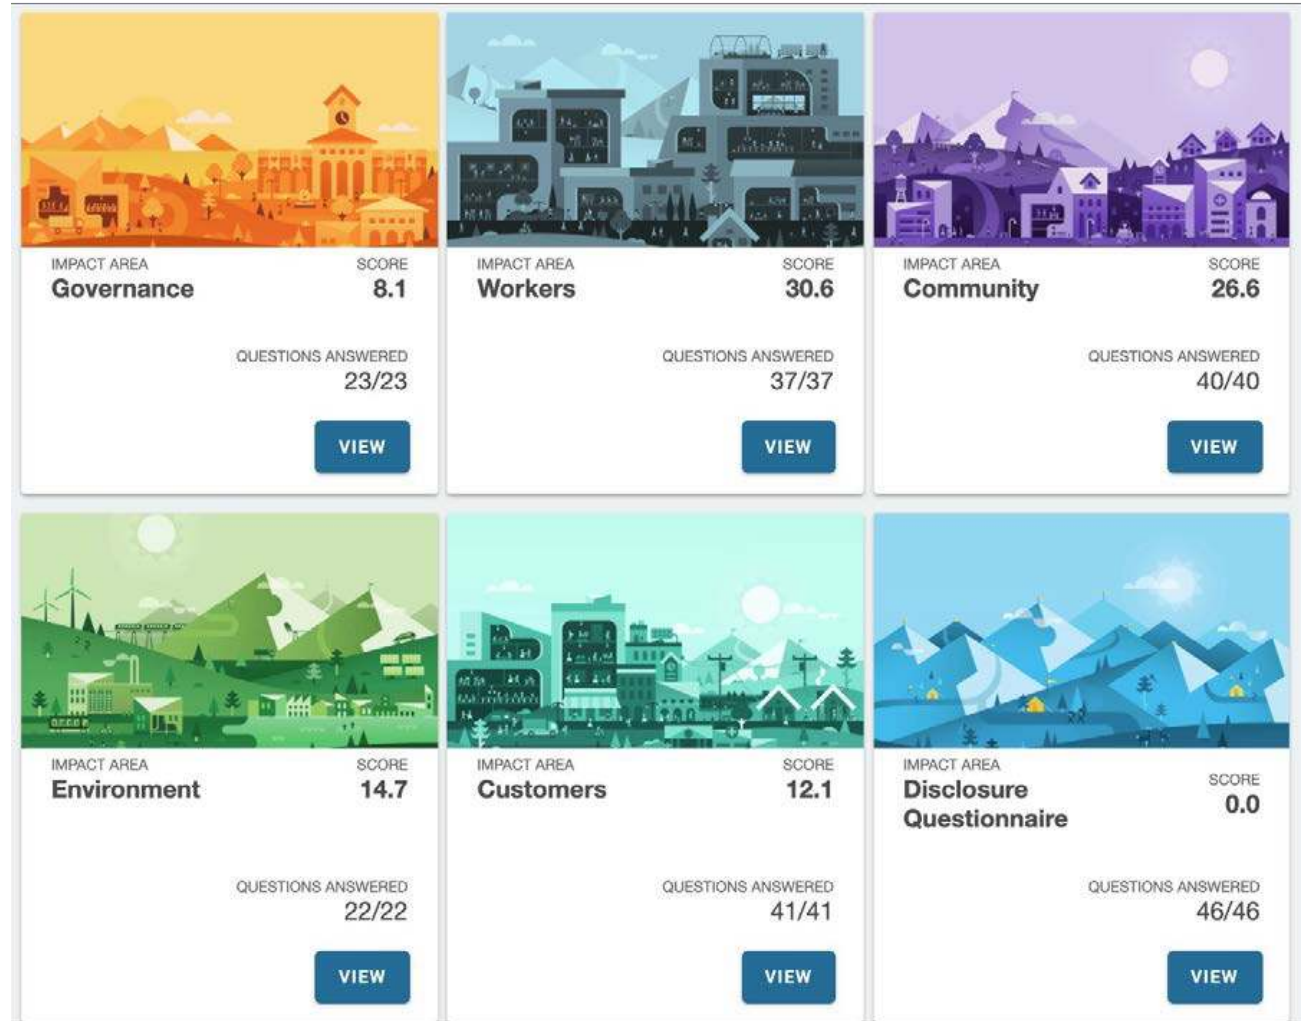 IMPACT AREA SCORE
Governance 8.1
QUESTIONS ANSWERED
23/23
VIEW
IMPACT AREA SCORE
Workers 30.6
QUESTIONS ANSWERED
37/37
VIEW
IMPACT AREA SCORE
Community 26.6
QUESTIONS ANSWERED
40/40
VIEW
IMPACT AREA SCORE
Environment 14.7
QUESTIONS ANSWERED
22/22
VIEW
IMPACT AREA SCORE
Customers 12.1
QUESTIONS ANSWERED
41/41
VIEW
IMPACT AREA
Disclosure
Questionnaire
SCORE
0.0
QUESTIONS ANSWERED
46/46
VIEW